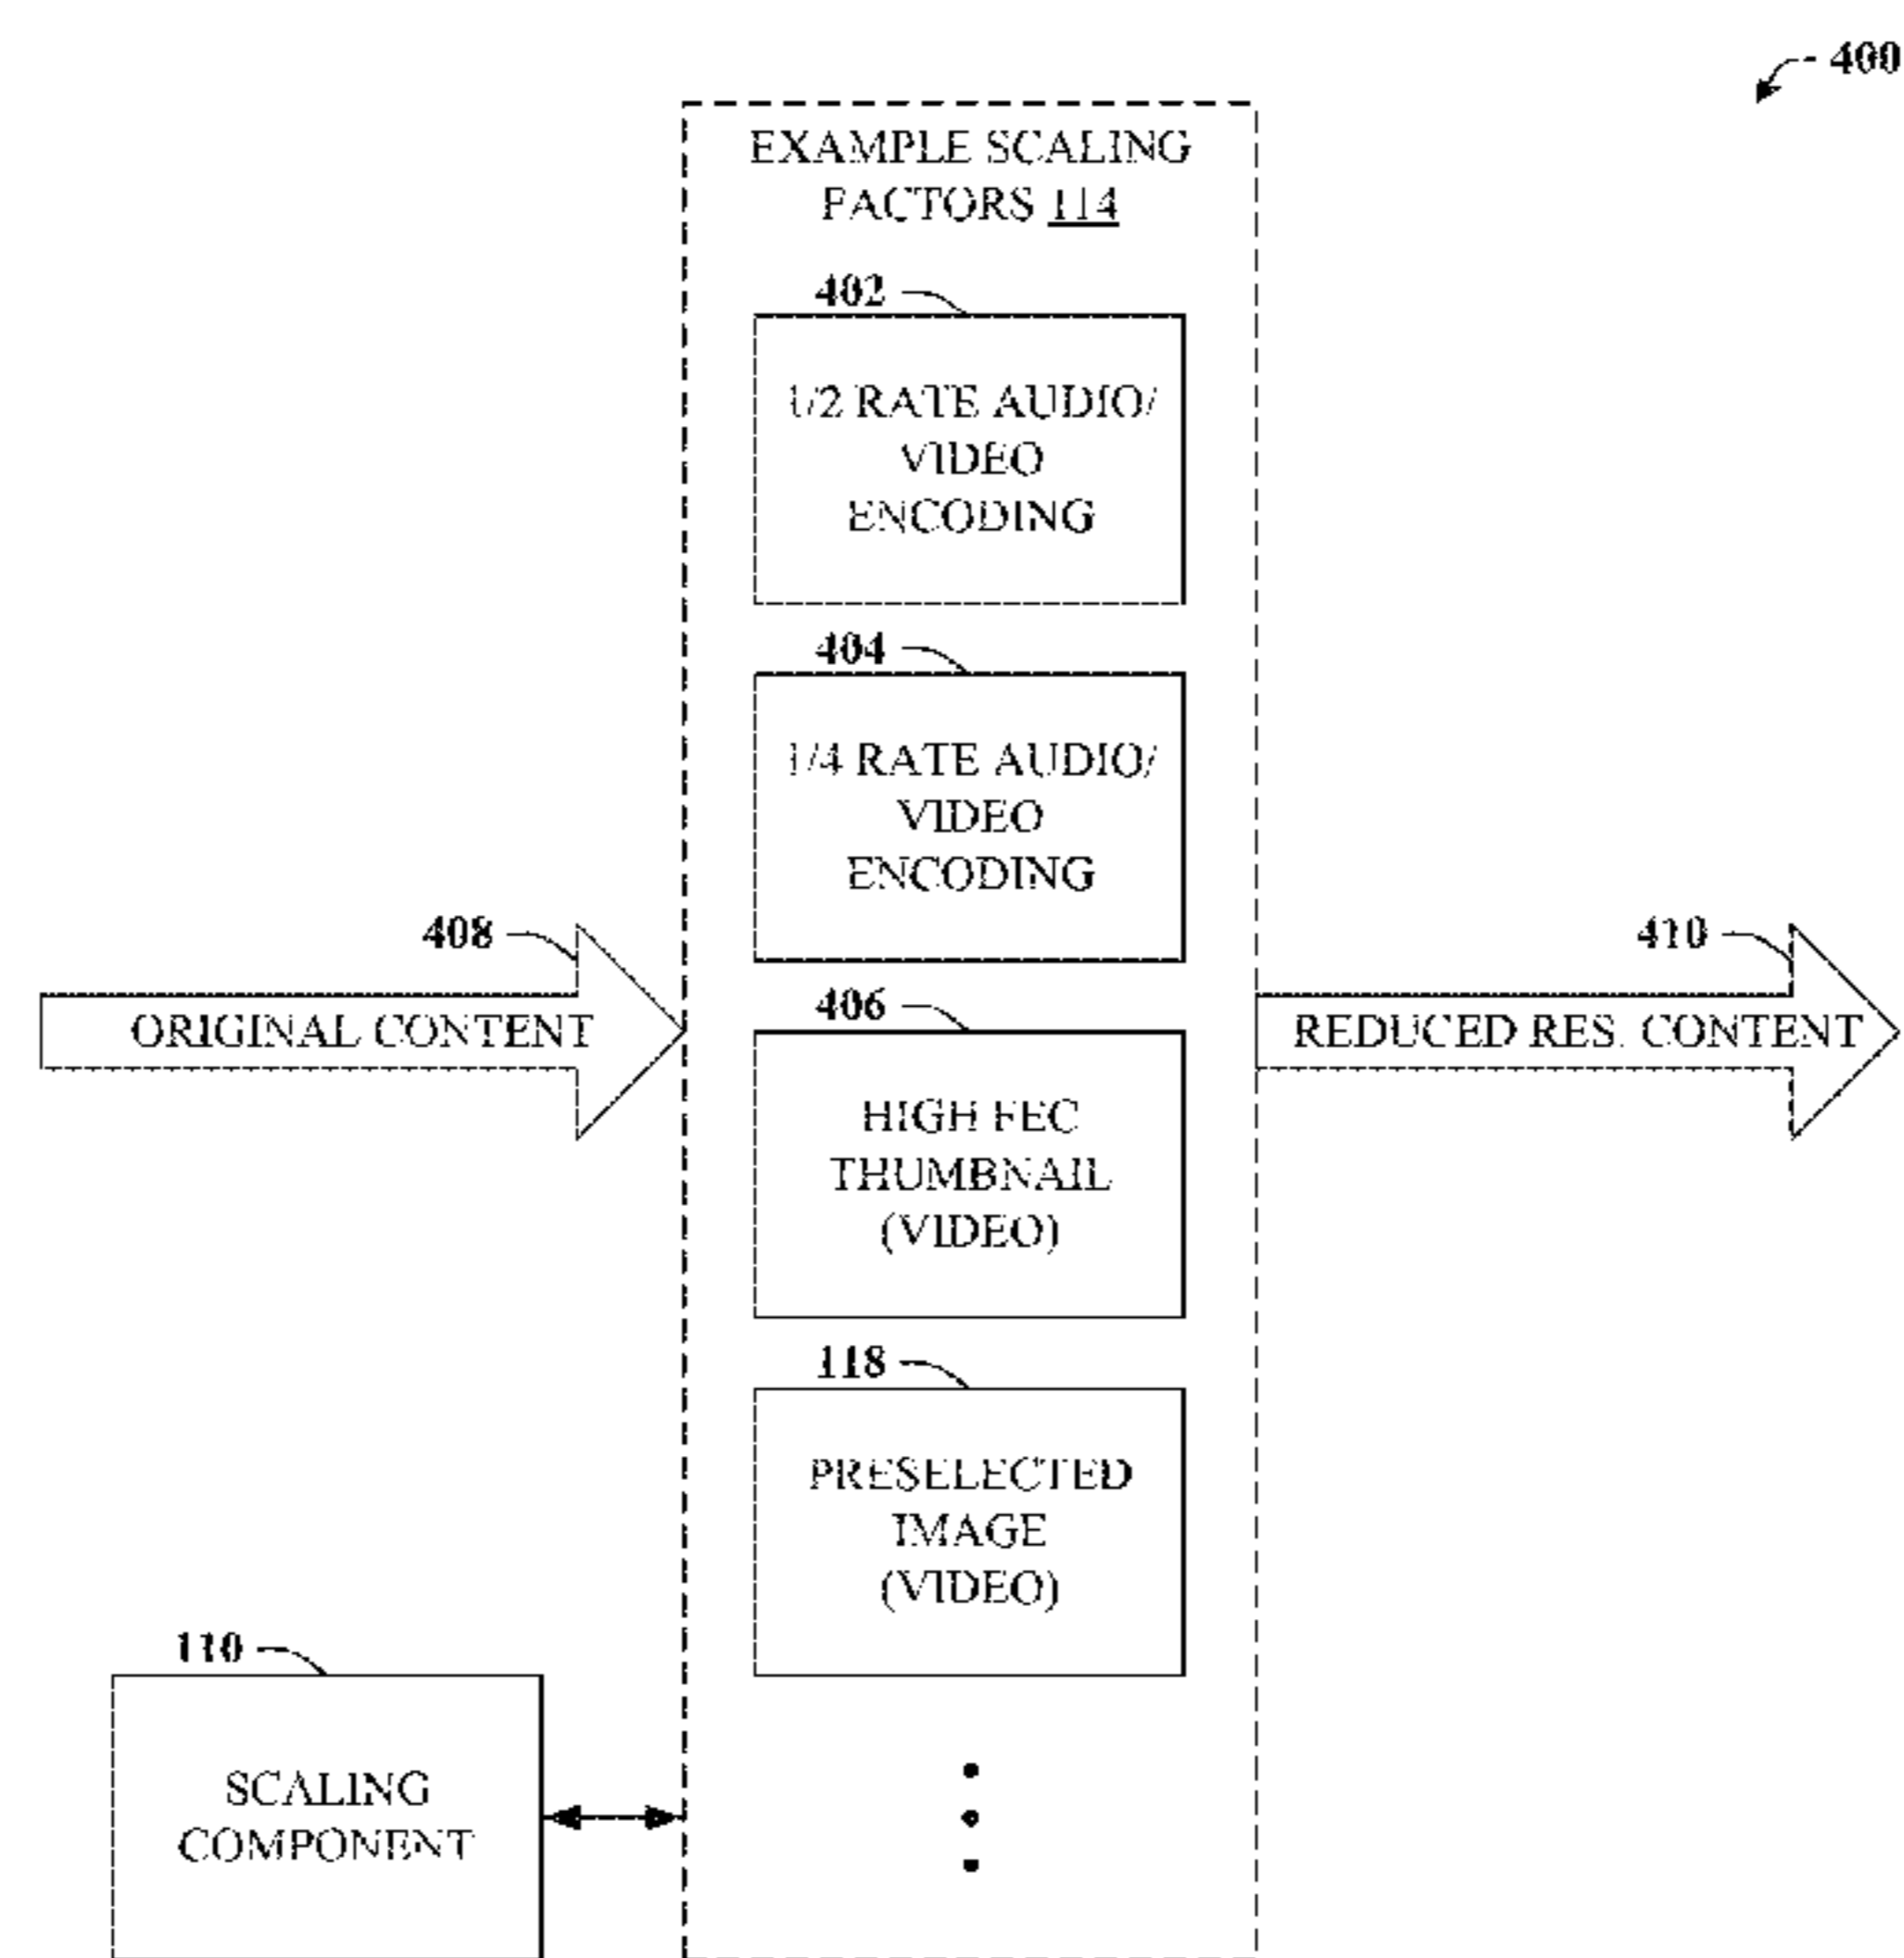 400
EXAMPLE SCALING
FACTORS 114
402
1/2 RATE AUDIO/
VIDEO
ENCODING
404
1/4 RATE AUDIO/
VIDEO
ENCODING
408
ORIGINAL CONTENT
410
REDUCED RES. CONTENT
406
HIGH FEC
THUMBNAIL
(VIDEO)
118
PRESELECTED
IMAGE
(VIDEO)
110
SCALING
COMPONENT